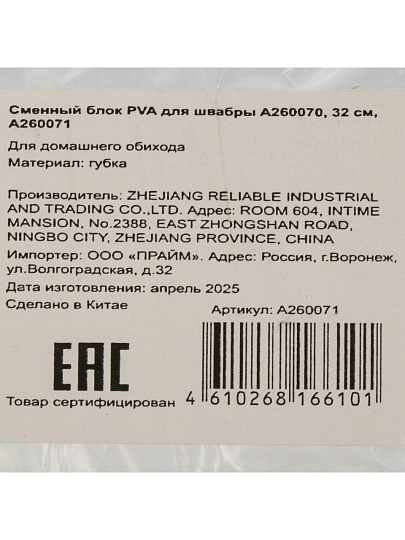 Сменный блок PVA для швабры A260070, 32 см,
A260071
Для домашнего обихода
Материал: губка
Производитель: ZHEJIANG RELIABLE INDUSTRIAL
AND TRADING CO.,LTD. Адрес: ROOM 604, INTIME
MANSION, No.2388, EAST ZHONGSHAN ROAD,
NINGBO CITY, ZHEJIANG PROVINCE, CHINA
Импортер: ООО «ПРАЙМ». Адрес: Россия, г.Воронеж,
ул.Волгоградская, д.32
Дата изготовления: апрель 2025
Сделано в Китае
Артикул: A260071
EAC
Товар сертифицирован
4 610268 166101